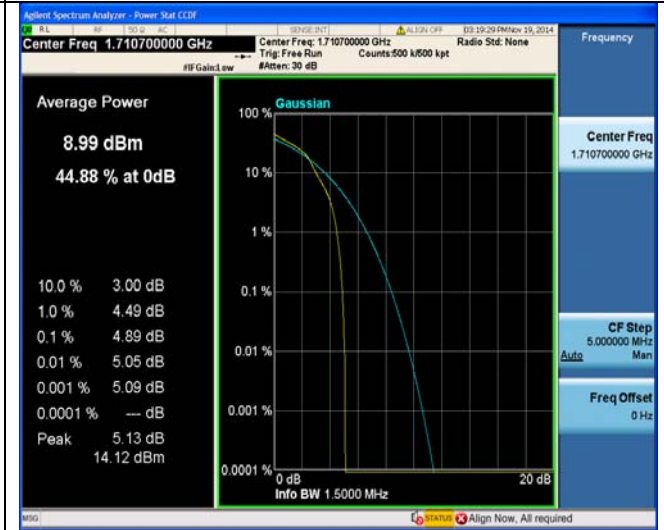 Agilent Spectrum Analyzer - Power Stat CCDF
RL RF 50 Ω AC SENSE:INT ALIGN OFF 03:19:29 PM Nov 19, 2014
Center Freq 1.710700000 GHz
Center Freq: 1.710700000 GHz Radio Std: None
Trig: Free Run Counts:500 k/500 kpt
#IFGain:Low #Atten: 30 dB
Frequency
Average Power
8.99 dBm
44.88 % at 0dB
10.0 % 3.00 dB
1.0 % 4.49 dB
0.1 % 4.89 dB
0.01 % 5.05 dB
0.001 % 5.09 dB
0.0001 % --- dB
Peak 5.13 dB
14.12 dBm
Gaussian
100 %
10 %
1 %
0.1 %
0.01 %
0.001 %
0.0001 %
0 dB 20 dB
Info BW 1.5000 MHz
Center Freq
1.710700000 GHz
CF Step
5.000000 MHz
Auto Man
Freq Offset
0 Hz
MSG STATUS Align Now, All required